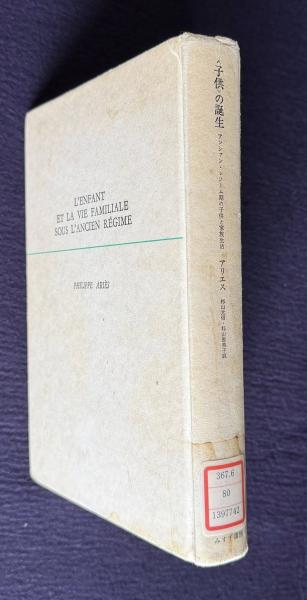 L'ENFANT
ET LA VIE FAMILIALE
SOUS L'ANCIEN RÉGIME
PHILIPPE ARIÈS
〈子供〉の誕生
アンシァン・レジーム期の子供と家族生活
アリエス
杉山光信・杉山恵美子訳
367.6
80
1397742
みすず書房